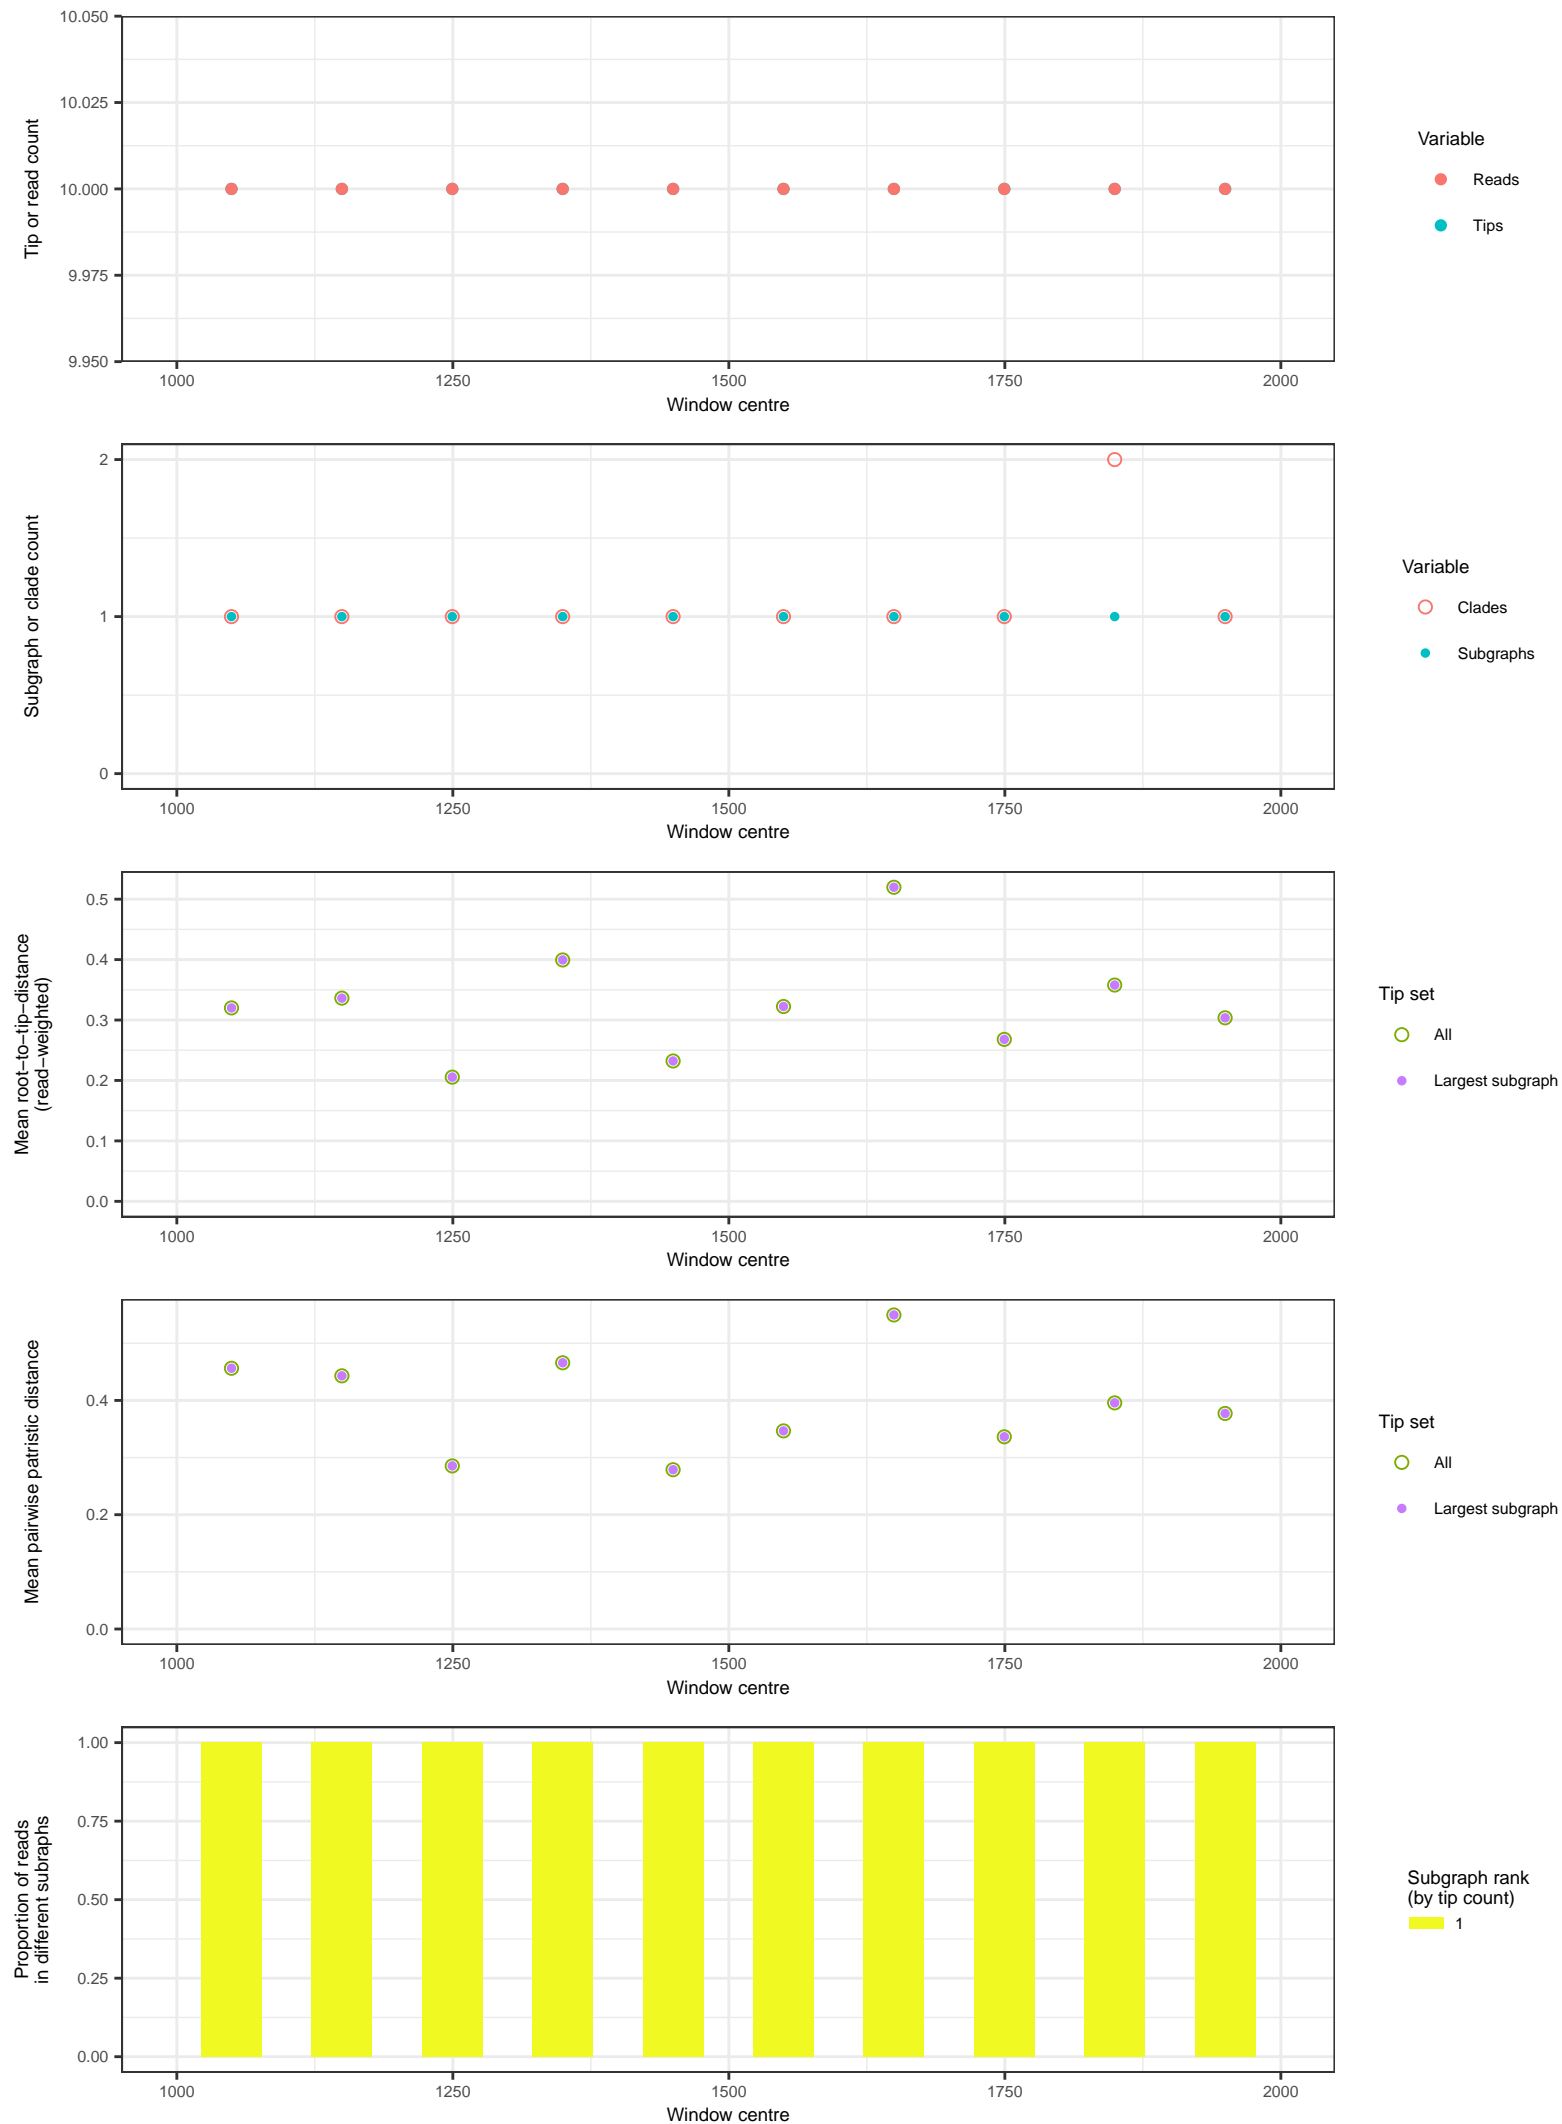 10.050
10.025
10.000
9.975
9.950
Tip or read count
1000 1250 1500 1750 2000
Window centre
Variable
Reads
Tips
2
1
0
Subgraph or clade count
1000 1250 1500 1750 2000
Window centre
Variable
Clades
Subgraphs
0.5
0.4
0.3
0.2
0.1
0.0
Mean root−to−tip−distance
(read−weighted)
1000 1250 1500 1750 2000
Window centre
Tip set
All
Largest subgraph
0.4
0.2
0.0
Mean pairwise patristic distance
1000 1250 1500 1750 2000
Window centre
Tip set
All
Largest subgraph
1.00
0.75
0.50
0.25
0.00
Proportion of reads
in different subraphs
1000 1250 1500 1750 2000
Window centre
Subgraph rank
(by tip count)
1